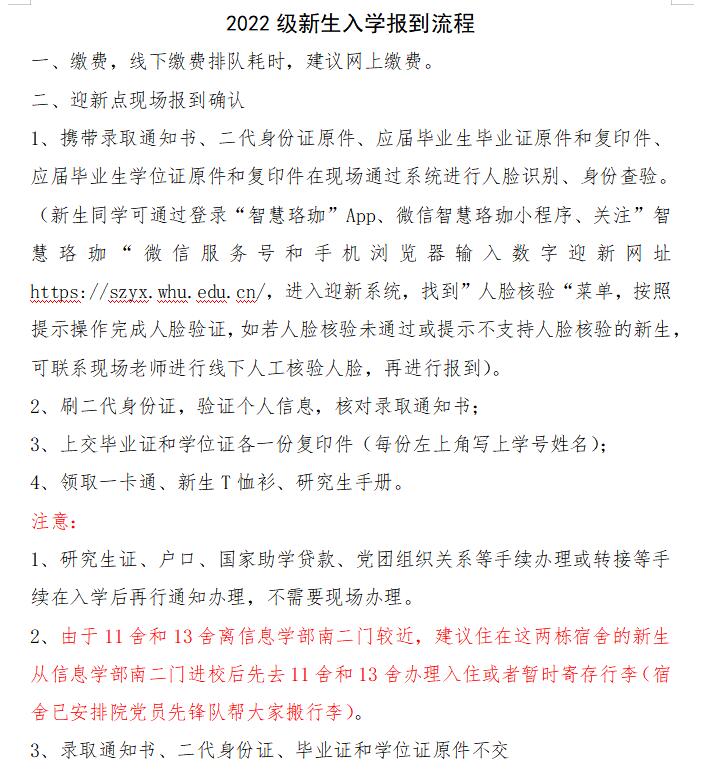 2022 级新生入学报到流程
一、缴费，线下缴费排队耗时，建议网上缴费。
二、迎新点现场报到确认
1、携带录取通知书、二代身份证原件、应届毕业生毕业证原件和复印件、
应届毕业生学位证原件和复印件在现场通过系统进行人脸识别、身份查验。
（新生同学可通过登录“智慧珞珈”App、微信智慧珞珈小程序、关注”智
慧珞珈“微信服务号和手机浏览器输入数字迎新网址
https://szyx.whu.edu.cn/，进入迎新系统，找到”人脸核验“菜单，按照
提示操作完成人脸验证，如若人脸核验未通过或提示不支持人脸核验的新生，
可联系现场老师进行线下人工核验人脸，再进行报到）。
2、刷二代身份证，验证个人信息，核对录取通知书；
3、上交毕业证和学位证各一份复印件（每份左上角写上学号姓名）；
4、领取一卡通、新生 T 恤衫、研究生手册。
注意：
1、研究生证、户口、国家助学贷款、党团组织关系等手续办理或转接等手
续在入学后再行通知办理，不需要现场办理。
2、由于 11 舍和 13 舍离信息学部南二门较近，建议住在这两栋宿舍的新生
从信息学部南二门进校后先去 11 舍和 13 舍办理入住或者暂时寄存行李（宿
舍已安排院党员先锋队帮大家搬行李）。
3、录取通知书、二代身份证、毕业证和学位证原件不交